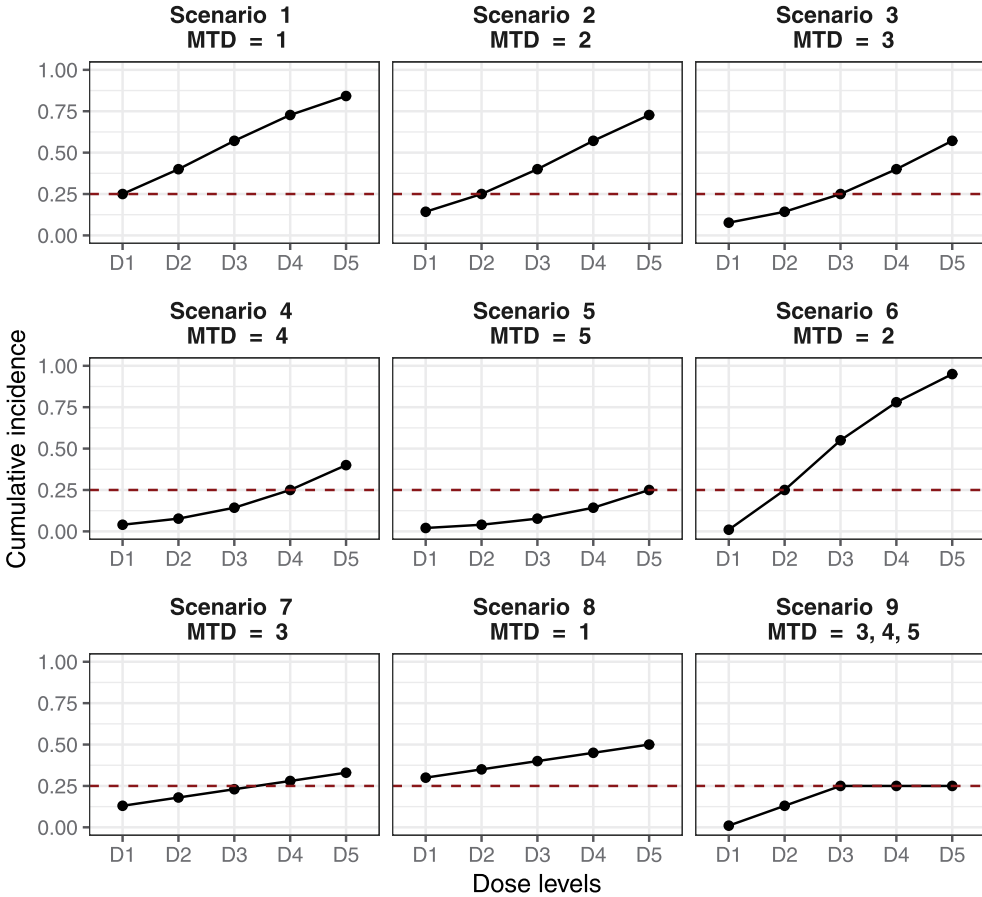 Scenario 1
MTD = 1
Scenario 2
MTD = 2
Scenario 3
MTD = 3
1.00
0.75
0.50
0.25
0.00
D1 D2 D3 D4 D5
D1 D2 D3 D4 D5
D1 D2 D3 D4 D5
Scenario 4
MTD = 4
Scenario 5
MTD = 5
Scenario 6
MTD = 2
Cumulative incidence
1.00
0.75
0.50
0.25
0.00
D1 D2 D3 D4 D5
D1 D2 D3 D4 D5
D1 D2 D3 D4 D5
Scenario 7
MTD = 3
Scenario 8
MTD = 1
Scenario 9
MTD = 3, 4, 5
1.00
0.75
0.50
0.25
0.00
D1 D2 D3 D4 D5
D1 D2 D3 D4 D5
D1 D2 D3 D4 D5
Dose levels